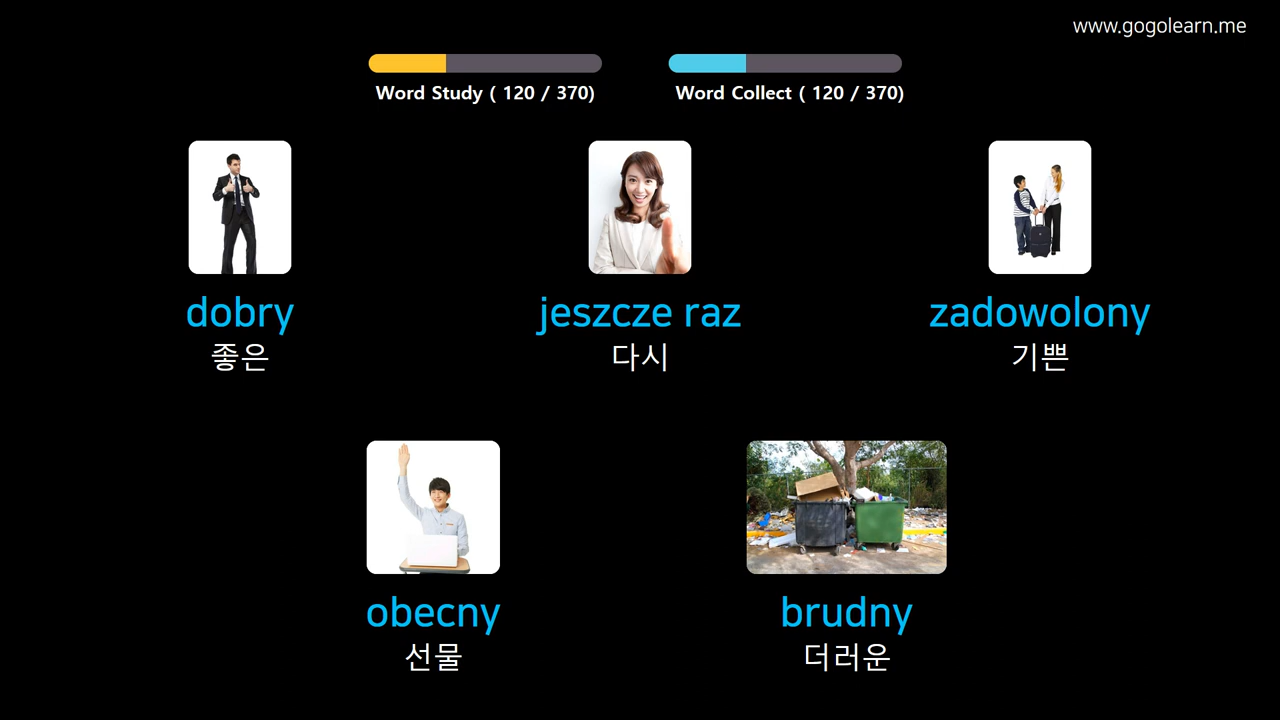 www.gogolearn.me
Word Study ( 120 / 370)
Word Collect ( 120 / 370)
dobry
좋은
jeszcze raz
다시
zadowolony
기쁜
obecny
선물
brudny
더러운